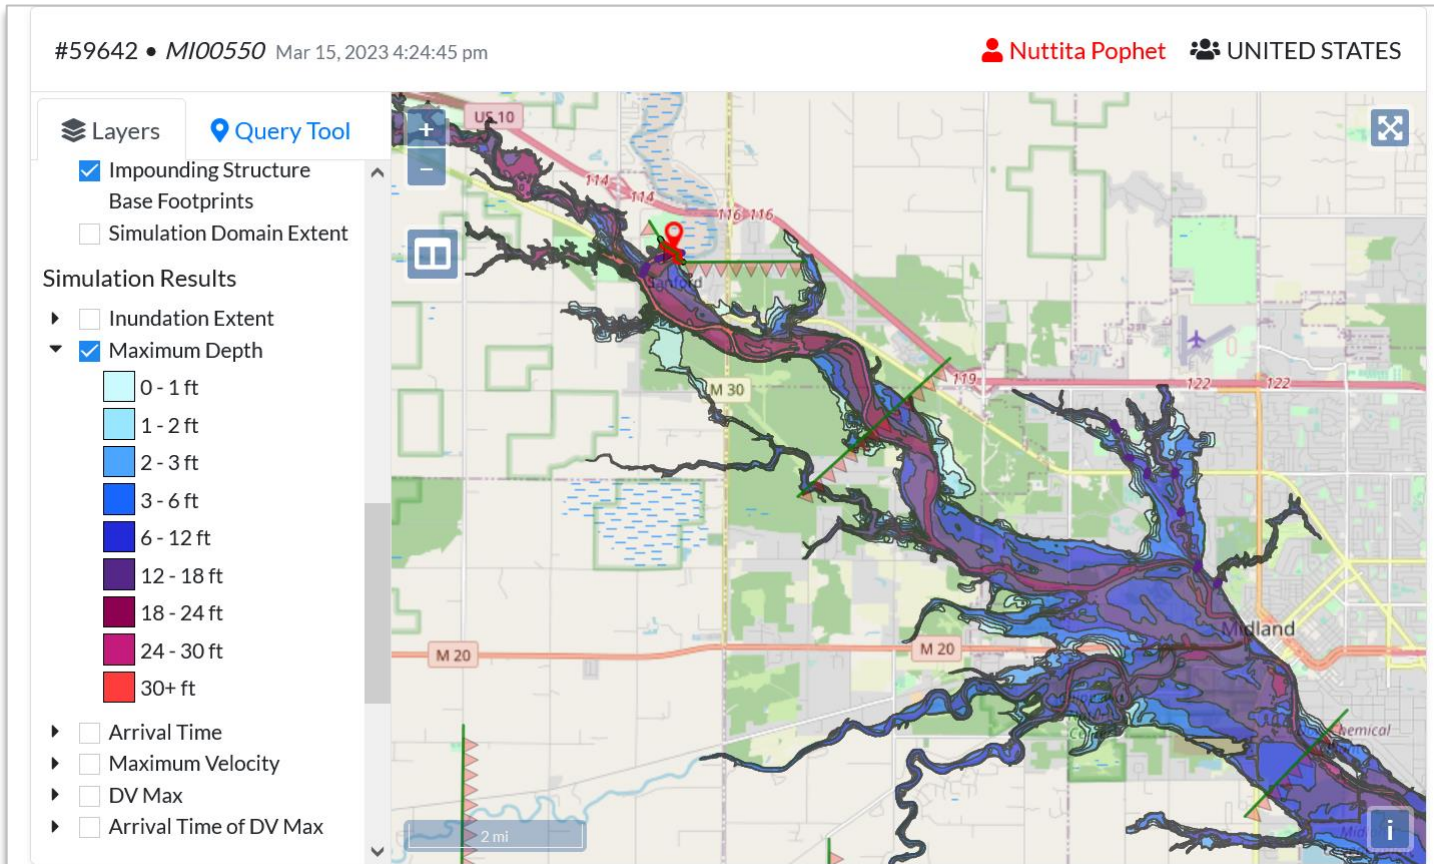 #59642 • MI00550 Mar 15, 2023 4:24:45 pm
Nuttita Pophet
UNITED STATES
Layers
Query Tool
Impounding Structure
Base Footprints
Simulation Domain Extent
Simulation Results
Inundation Extent
Maximum Depth
0 - 1 ft
1 - 2 ft
2 - 3 ft
3 - 6 ft
6 - 12 ft
12 - 18 ft
18 - 24 ft
24 - 30 ft
30+ ft
Arrival Time
Maximum Velocity
DV Max
Arrival Time of DV Max
+
−
US 10
114
114
116 116
Sanford
M 30
119
122
122
M 20
M 20
Midland
hemical
2 mi
i